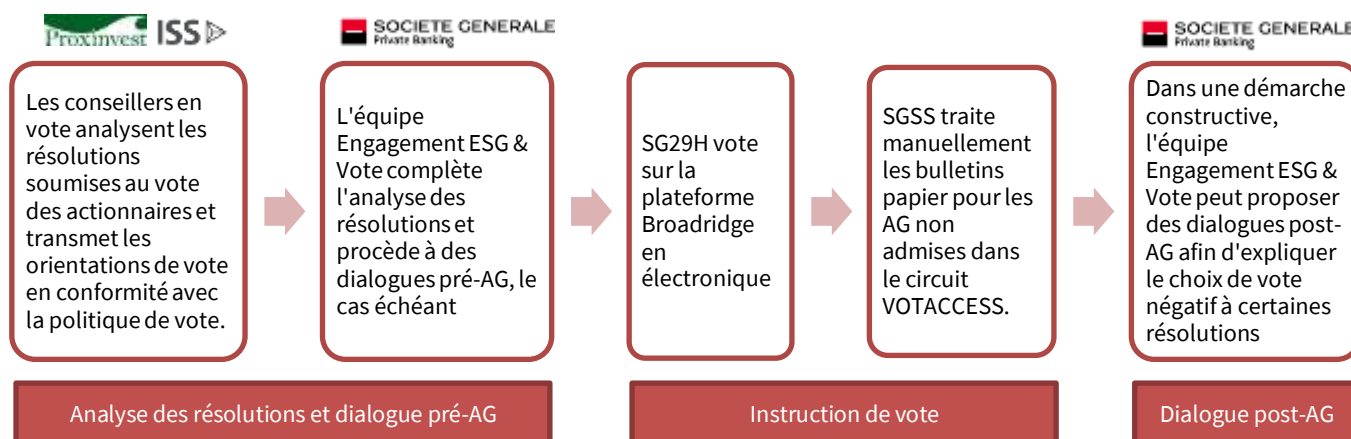 Proxinvest ISS
SOCIETE GENERALE
Private Banking
SOCIETE GENERALE
Private Banking
Les conseillers en
vote analysent les
résolutions
soumises au vote
des actionnaires et
transmet les
orientations de vote
en conformité avec
la politique de vote.
L'équipe
Engagement ESG &
Vote complète
l'analyse des
résolutions et
procède à des
dialogues pré-AG, le
cas échéant
SG29H vote
sur la
plateforme
Broadridge
en
électronique
SGSS traite
manuellement
les bulletins
papier pour les
AG non
admises dans
le circuit
VOTACCESS.
Dans une démarche
constructive,
l'équipe
Engagement ESG &
Vote peut proposer
des dialogues post-
AG afin d'expliquer
le choix de vote
négatif à certaines
résolutions
Analyse des résolutions et dialogue pré-AG
Instruction de vote
Dialogue post-AG